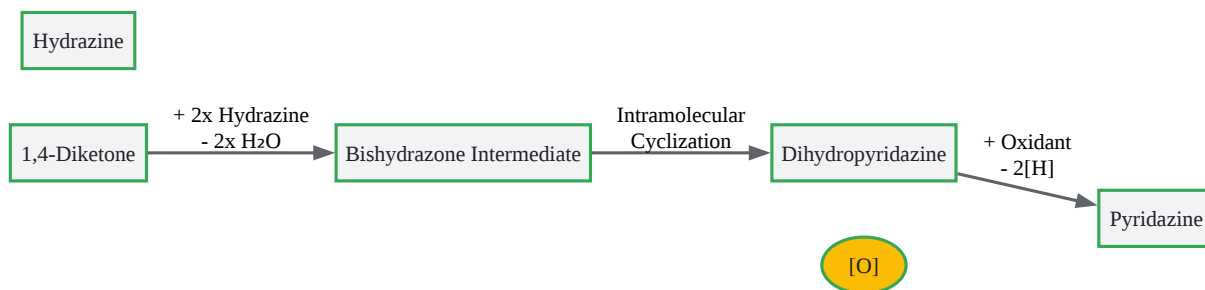 Hydrazine
1,4-Diketone
+ 2x Hydrazine
- 2x H₂O
Bishydrazone Intermediate
Intramolecular
Cyclization
Dihydropyridazine
+ Oxidant
- 2[H]
Pyridazine
[O]